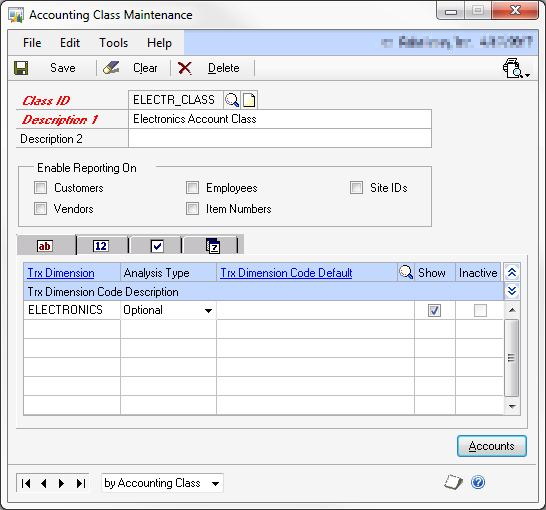 Accounting Class Maintenance
File Edit Tools Help
Save Clear Delete
Class ID ELECTR_CLASS
Description 1 Electronics Account Class
Description 2
Enable Reporting On
Customers Employees Site IDs
Vendors Item Numbers
ab 12 7
Trx Dimension Analysis Type Trx Dimension Code Default Show Inactive
Trx Dimension Code Description
ELECTRONICS Optional
Accounts
by Accounting Class